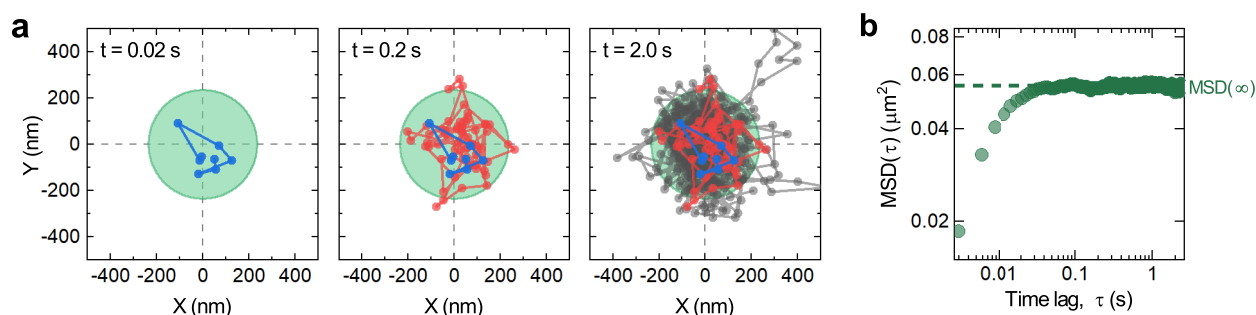 a
t = 0.02 s
t = 0.2 s
t = 2.0 s
Y (nm)
400
200
0
-200
-400
-400 -200 0 200 400
-400 -200 0 200 400
-400 -200 0 200 400
X (nm)
X (nm)
X (nm)
b
MSD(τ) (μm²)
0.08
0.06
0.04
0.02
MSD(∞)
0.01 0.1 1
Time lag, τ (s)